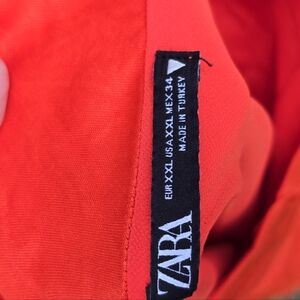 ZARA
EUR XXL USA XXL MEX 34
MADE IN TURKEY